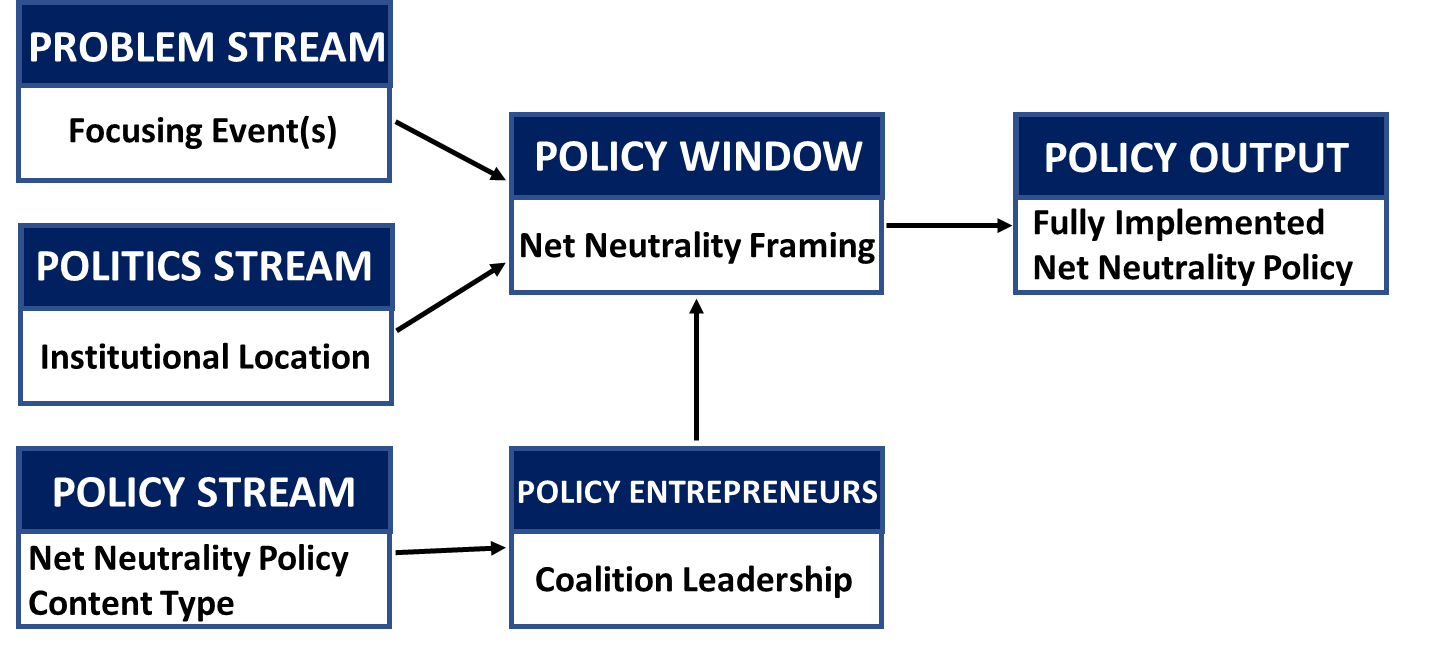 PROBLEM STREAM
Focusing Event(s)
POLITICS STREAM
Institutional Location
POLICY STREAM
Net Neutrality Policy
Content Type
POLICY WINDOW
Net Neutrality Framing
POLICY ENTREPRENEURS
Coalition Leadership
POLICY OUTPUT
Fully Implemented
Net Neutrality Policy